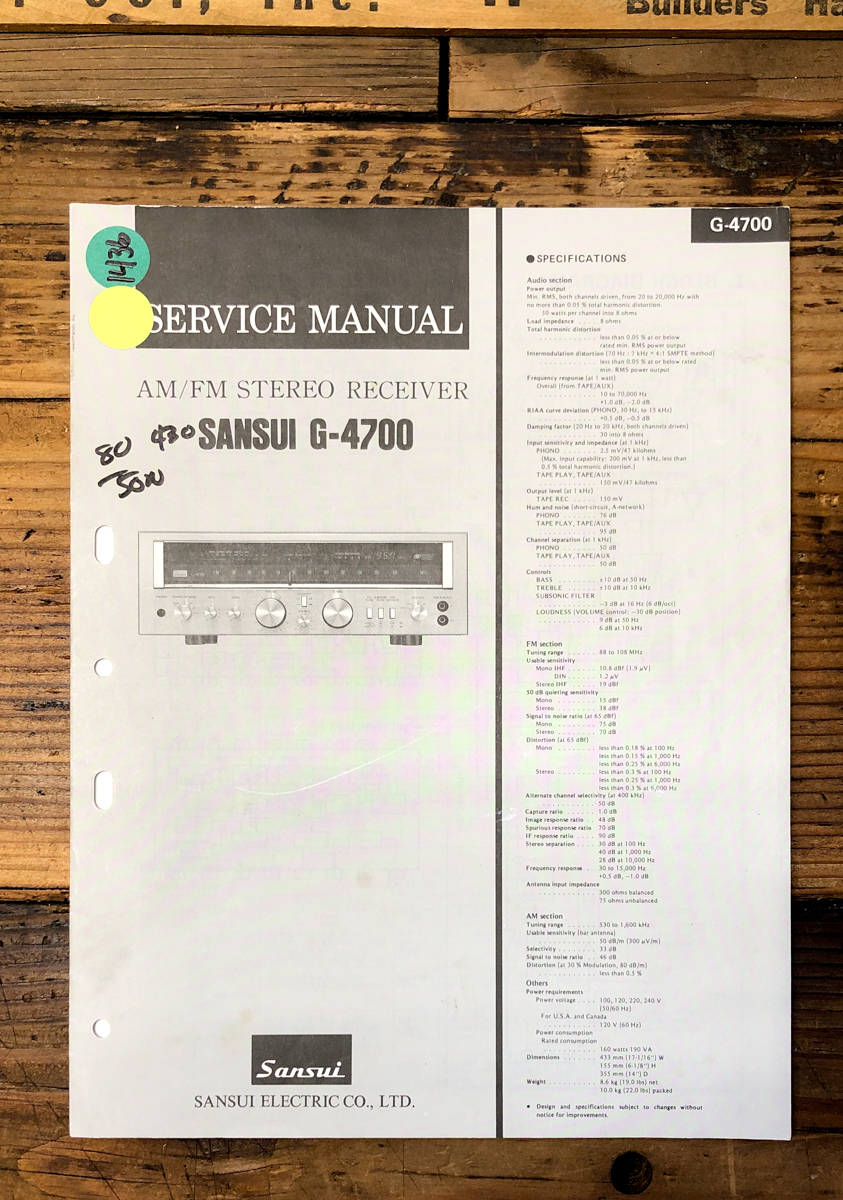 Builders Ha
1436
SERVICE MANUAL
AM/FM STEREO RECEIVER
80 430 SANSUI G-4700
50W
Sansui
SANSUI ELECTRIC CO., LTD.
G-4700
●SPECIFICATIONS
Audio section
Power output
Min. RMS, both channels driven, from 20 to 20,000 Hz with
no more than 0.05 % total harmonic distortion.
50 watts per channel into 8 ohms
Load impedance . . . . 8 ohms
Total harmonic distortion
. . . . . . . . . . . . less than 0.05 % at or below
rated min. RMS power output
Intermodulation distortion (70 Hz : 7 kHz = 4:1 SMPTE method)
. . . . . . . . . . . . less than 0.05 % at or below rated
min. RMS power output
Frequency response (at 1 watt)
Overall (from TAPE/AUX)
. . . . . . . . . . . . 10 to 70,000 Hz
+1.0 dB, −2.0 dB
RIAA curve deviation (PHONO, 30 Hz, to 15 kHz)
. . . . . . . . . . . . +0.5 dB, −0.5 dB
Damping factor (20 Hz to 20 kHz, both channels driven)
. . . . . . . . . . . . 30 into 8 ohms
Input sensitivity and impedance (at 1 kHz)
PHONO . . . . . . . . 2.5 mV/47 kilohms
(Max. input capability: 200 mV at 1 kHz, less than
0.5 % total harmonic distortion.)
TAPE PLAY, TAPE/AUX
. . . . . . . . . . . . 150 mV/47 kilohms
Output level (at 1 kHz)
TAPE REC . . . . . 150 mV
Hum and noise (short-circuit, A-network)
PHONO . . . . . . . . 76 dB
TAPE PLAY, TAPE/AUX
. . . . . . . . . . . . 95 dB
Channel separation (at 1 kHz)
PHONO . . . . . . . . 50 dB
TAPE PLAY, TAPE/AUX
. . . . . . . . . . . . 50 dB
Controls
BASS . . . . . . . . . ±10 dB at 50 Hz
TREBLE . . . . . . . ±10 dB at 10 kHz
SUBSONIC FILTER
. . . . . . . . . . . . −3 dB at 16 Hz (6 dB/oct)
LOUDNESS (VOLUME control: −30 dB position)
. . . . . . . . . . . . 9 dB at 50 Hz
6 dB at 10 kHz
FM section
Tuning range . . . . . . 88 to 108 MHz
Usable sensitivity
Mono IHF . . . . . . . 10.8 dBf (1.9 µV)
DIN . . . . . . . 1.2 µV
Stereo IHF . . . . . . 19 dBf
50 dB quieting sensitivity
Mono . . . . . . . . . 15 dBf
Stereo . . . . . . . . . 38 dBf
Signal to noise ratio (at 65 dBf)
Mono . . . . . . . . . 75 dB
Stereo . . . . . . . . . 70 dB
Distortion (at 65 dBf)
Mono . . . . . . . . . less than 0.18 % at 100 Hz
less than 0.15 % at 1,000 Hz
less than 0.25 % at 6,000 Hz
Stereo . . . . . . . . . less than 0.3 % at 100 Hz
less than 0.25 % at 1,000 Hz
less than 0.3 % at 6,000 Hz
Alternate channel selectivity (at 400 kHz)
. . . . . . . . . . . . 50 dB
Capture ratio . . . . . . 1.0 dB
Image response ratio . . 48 dB
Spurious response ratio 70 dB
IF response ratio . . . . 90 dB
Stereo separation . . . . 30 dB at 100 Hz
40 dB at 1,000 Hz
28 dB at 10,000 Hz
Frequency response . 30 to 15,000 Hz
+0.5 dB, −1.0 dB
Antenna input impedance
. . . . . . . . . . . . 300 ohms balanced
75 ohms unbalanced
AM section
Tuning range . . . . . . 530 to 1,600 kHz
Usable sensitivity (bar antenna)
. . . . . . . . . . . . 50 dB/m (300 µV/m)
Selectivity . . . . . . . . 33 dB
Signal to noise ratio . . 46 dB
Distortion (at 30 % Modulation, 80 dB/m)
. . . . . . . . . . . . less than 0.5 %
Others
Power requirements
Power voltage . . . . 100, 120, 220, 240 V
(50/60 Hz)
For U.S.A. and Canada
. . . . . . . . . . 120 V (60 Hz)
Power consumption
Rated consumption
. . . . . . . . . . . . 160 watts 190 VA
Dimensions . . . . . . . 433 mm (17-1/16") W
155 mm (6-1/8") H
355 mm (14") D
Weight . . . . . . . . . . 8.6 kg (19.0 lbs) net
10.0 kg (22.0 lbs) packed
• Design and specifications subject to changes without
notice for improvements.